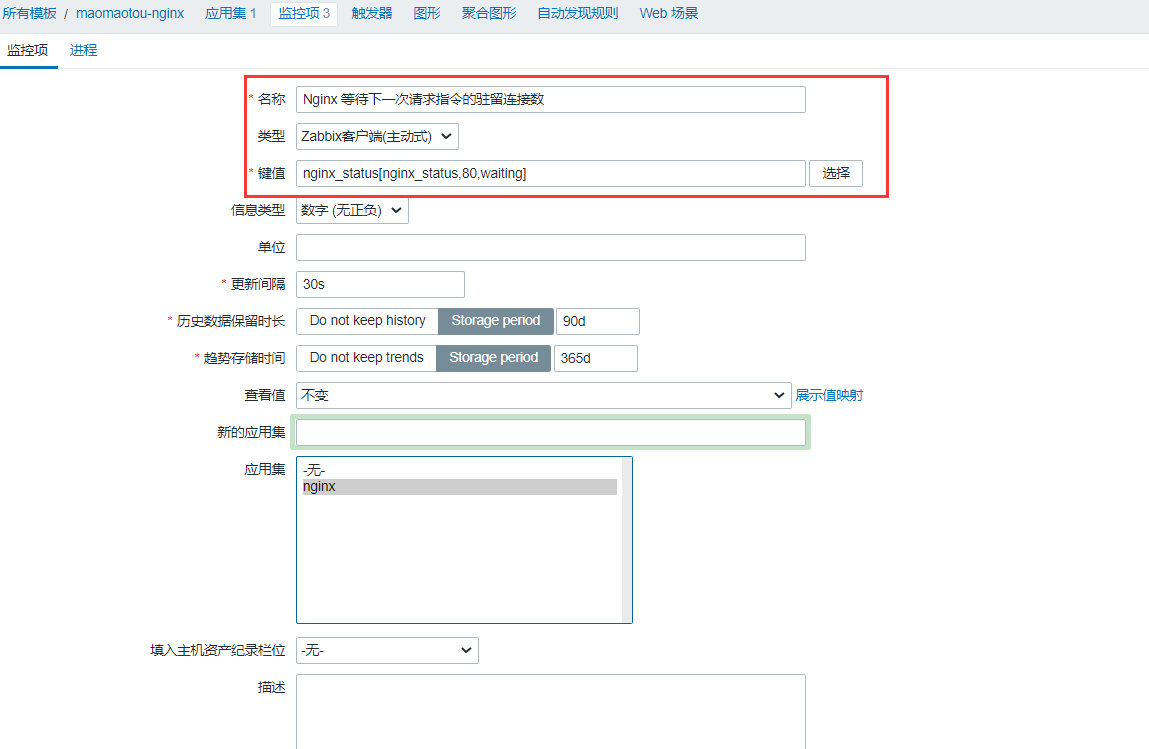 所有模板 / maomaotou-nginx 应用集 1 监控项 3 触发器 图形 聚合图形 自动发现规则 Web 场景
监控项 进程
* 名称 Nginx 等待下一次请求指令的驻留连接数
类型 Zabbix客户端(主动式)
* 键值 nginx_status[nginx_status,80,waiting] 选择
信息类型 数字 (无正负)
单位
* 更新间隔 30s
* 历史数据保留时长 Do not keep history Storage period 90d
* 趋势存储时间 Do not keep trends Storage period 365d
查看值 不变 展示值映射
新的应用集
应用集 -无-
nginx
填入主机资产纪录栏位 -无-
描述